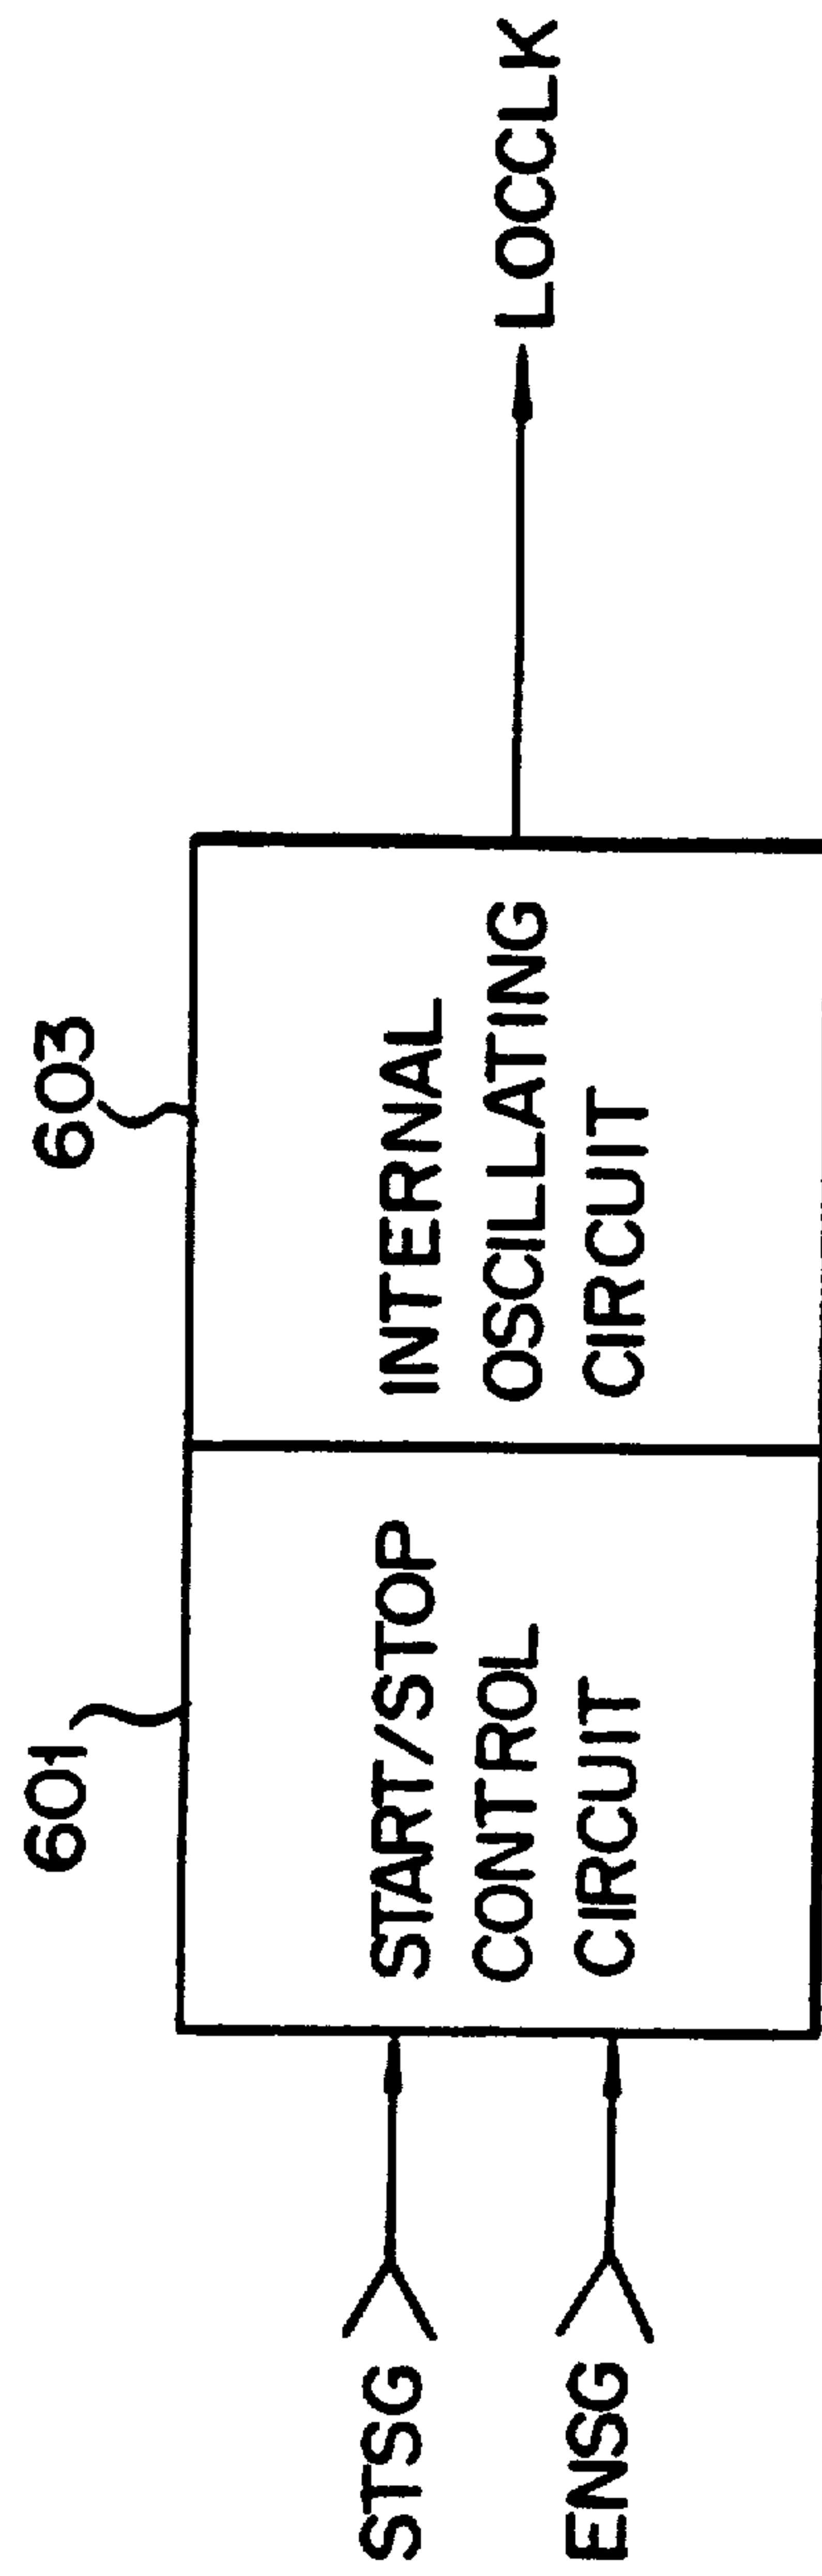 601
603
STSG
ENSG
START/STOP
CONTROL
CIRCUIT
INTERNAL
OSCILLATING
CIRCUIT
LOCCLK